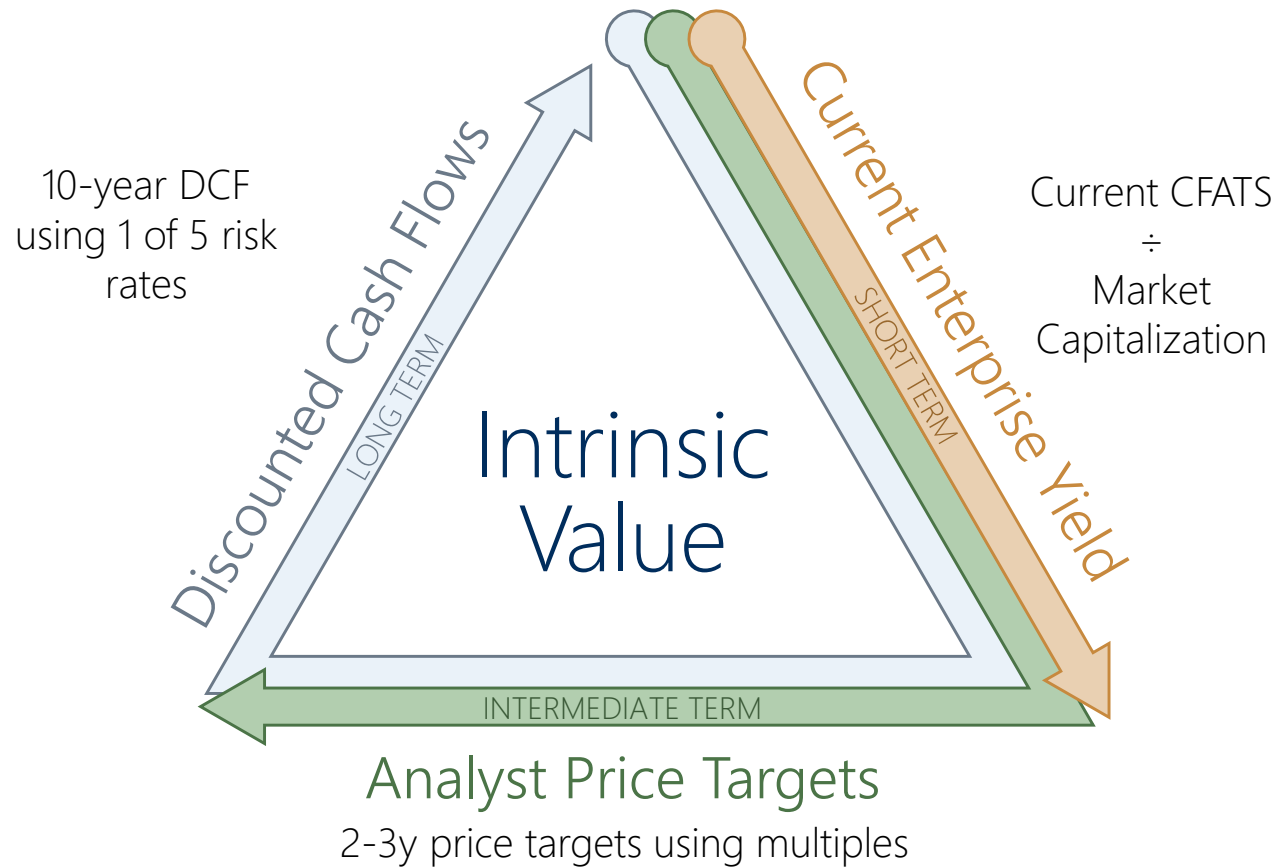 10-year DCF
using 1 of 5 risk
rates
Discounted Cash Flows
LONG TERM
Intrinsic
Value
SHORT TERM
Current Enterprise Yield
Current CFATS
÷
Market
Capitalization
INTERMEDIATE TERM
Analyst Price Targets
2-3y price targets using multiples